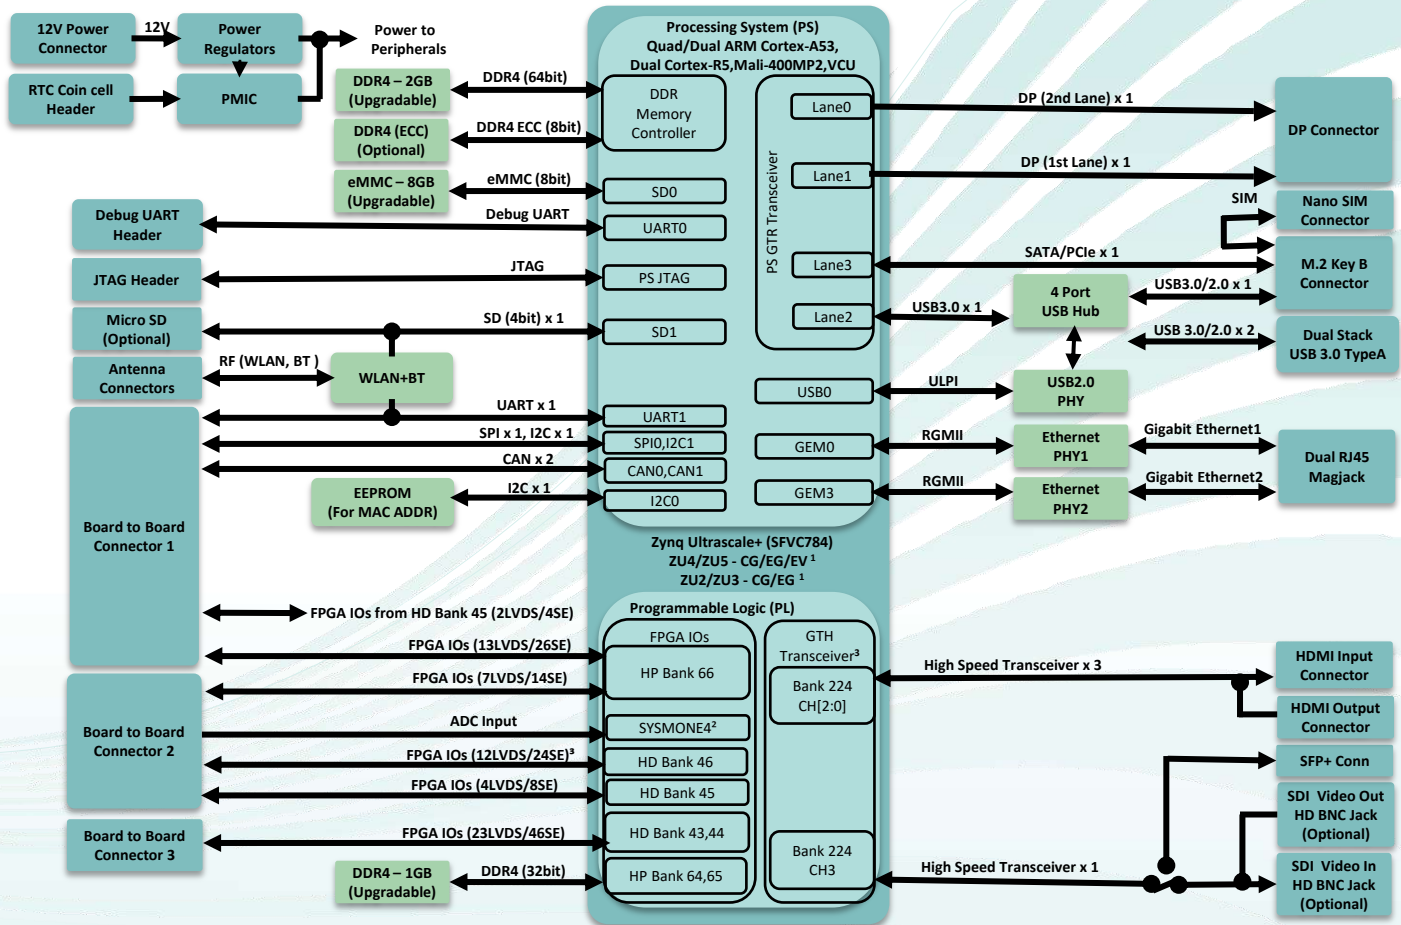 12V Power
Connector
12V
Power
Regulators
Power to
Peripherals
RTC Coin cell
Header
PMIC
DDR4 – 2GB
(Upgradable)
DDR4 (64bit)
DDR4 (ECC)
(Optional)
DDR4 ECC (8bit)
eMMC – 8GB
(Upgradable)
eMMC (8bit)
Debug UART
Header
Debug UART
JTAG Header
JTAG
Micro SD
(Optional)
SD (4bit) x 1
Antenna
Connectors
RF (WLAN, BT )
WLAN+BT
UART x 1
SPI x 1, I2C x 1
CAN x 2
EEPROM
(For MAC ADDR)
I2C x 1
Board to Board
Connector 1
FPGA IOs from HD Bank 45 (2LVDS/4SE)
FPGA IOs (13LVDS/26SE)
FPGA IOs (7LVDS/14SE)
Board to Board
Connector 2
ADC Input
FPGA IOs (12LVDS/24SE)³
FPGA IOs (4LVDS/8SE)
Board to Board
Connector 3
FPGA IOs (23LVDS/46SE)
DDR4 – 1GB
(Upgradable)
DDR4 (32bit)
Processing System (PS)
Quad/Dual ARM Cortex-A53,
Dual Cortex-R5,Mali-400MP2,VCU
DDR
Memory
Controller
SD0
UART0
PS JTAG
SD1
UART1
SPI0,I2C1
CAN0,CAN1
I2C0
PS GTR Transceiver
Lane0
Lane1
Lane3
Lane2
USB0
GEM0
GEM3
Zynq Ultrascale+ (SFVC784)
ZU4/ZU5 - CG/EG/EV ¹
ZU2/ZU3 - CG/EG ¹
Programmable Logic (PL)
FPGA IOs
HP Bank 66
SYSMONE4²
HD Bank 46
HD Bank 45
HD Bank 43,44
HP Bank 64,65
GTH
Transceiver³
Bank 224
CH[2:0]
Bank 224
CH3
DP (2nd Lane) x 1
DP (1st Lane) x 1
DP Connector
SIM
Nano SIM
Connector
SATA/PCIe x 1
M.2 Key B
Connector
USB3.0 x 1
4 Port
USB Hub
USB3.0/2.0 x 1
USB 3.0/2.0 x 2
Dual Stack
USB 3.0 TypeA
ULPI
USB2.0
PHY
RGMII
Ethernet
PHY1
Gigabit Ethernet1
RGMII
Ethernet
PHY2
Gigabit Ethernet2
Dual RJ45
Magjack
High Speed Transceiver x 3
HDMI Input
Connector
HDMI Output
Connector
SFP+ Conn
SDI  Video Out
HD BNC Jack
(Optional)
High Speed Transceiver x 1
SDI  Video In
HD BNC Jack
(Optional)